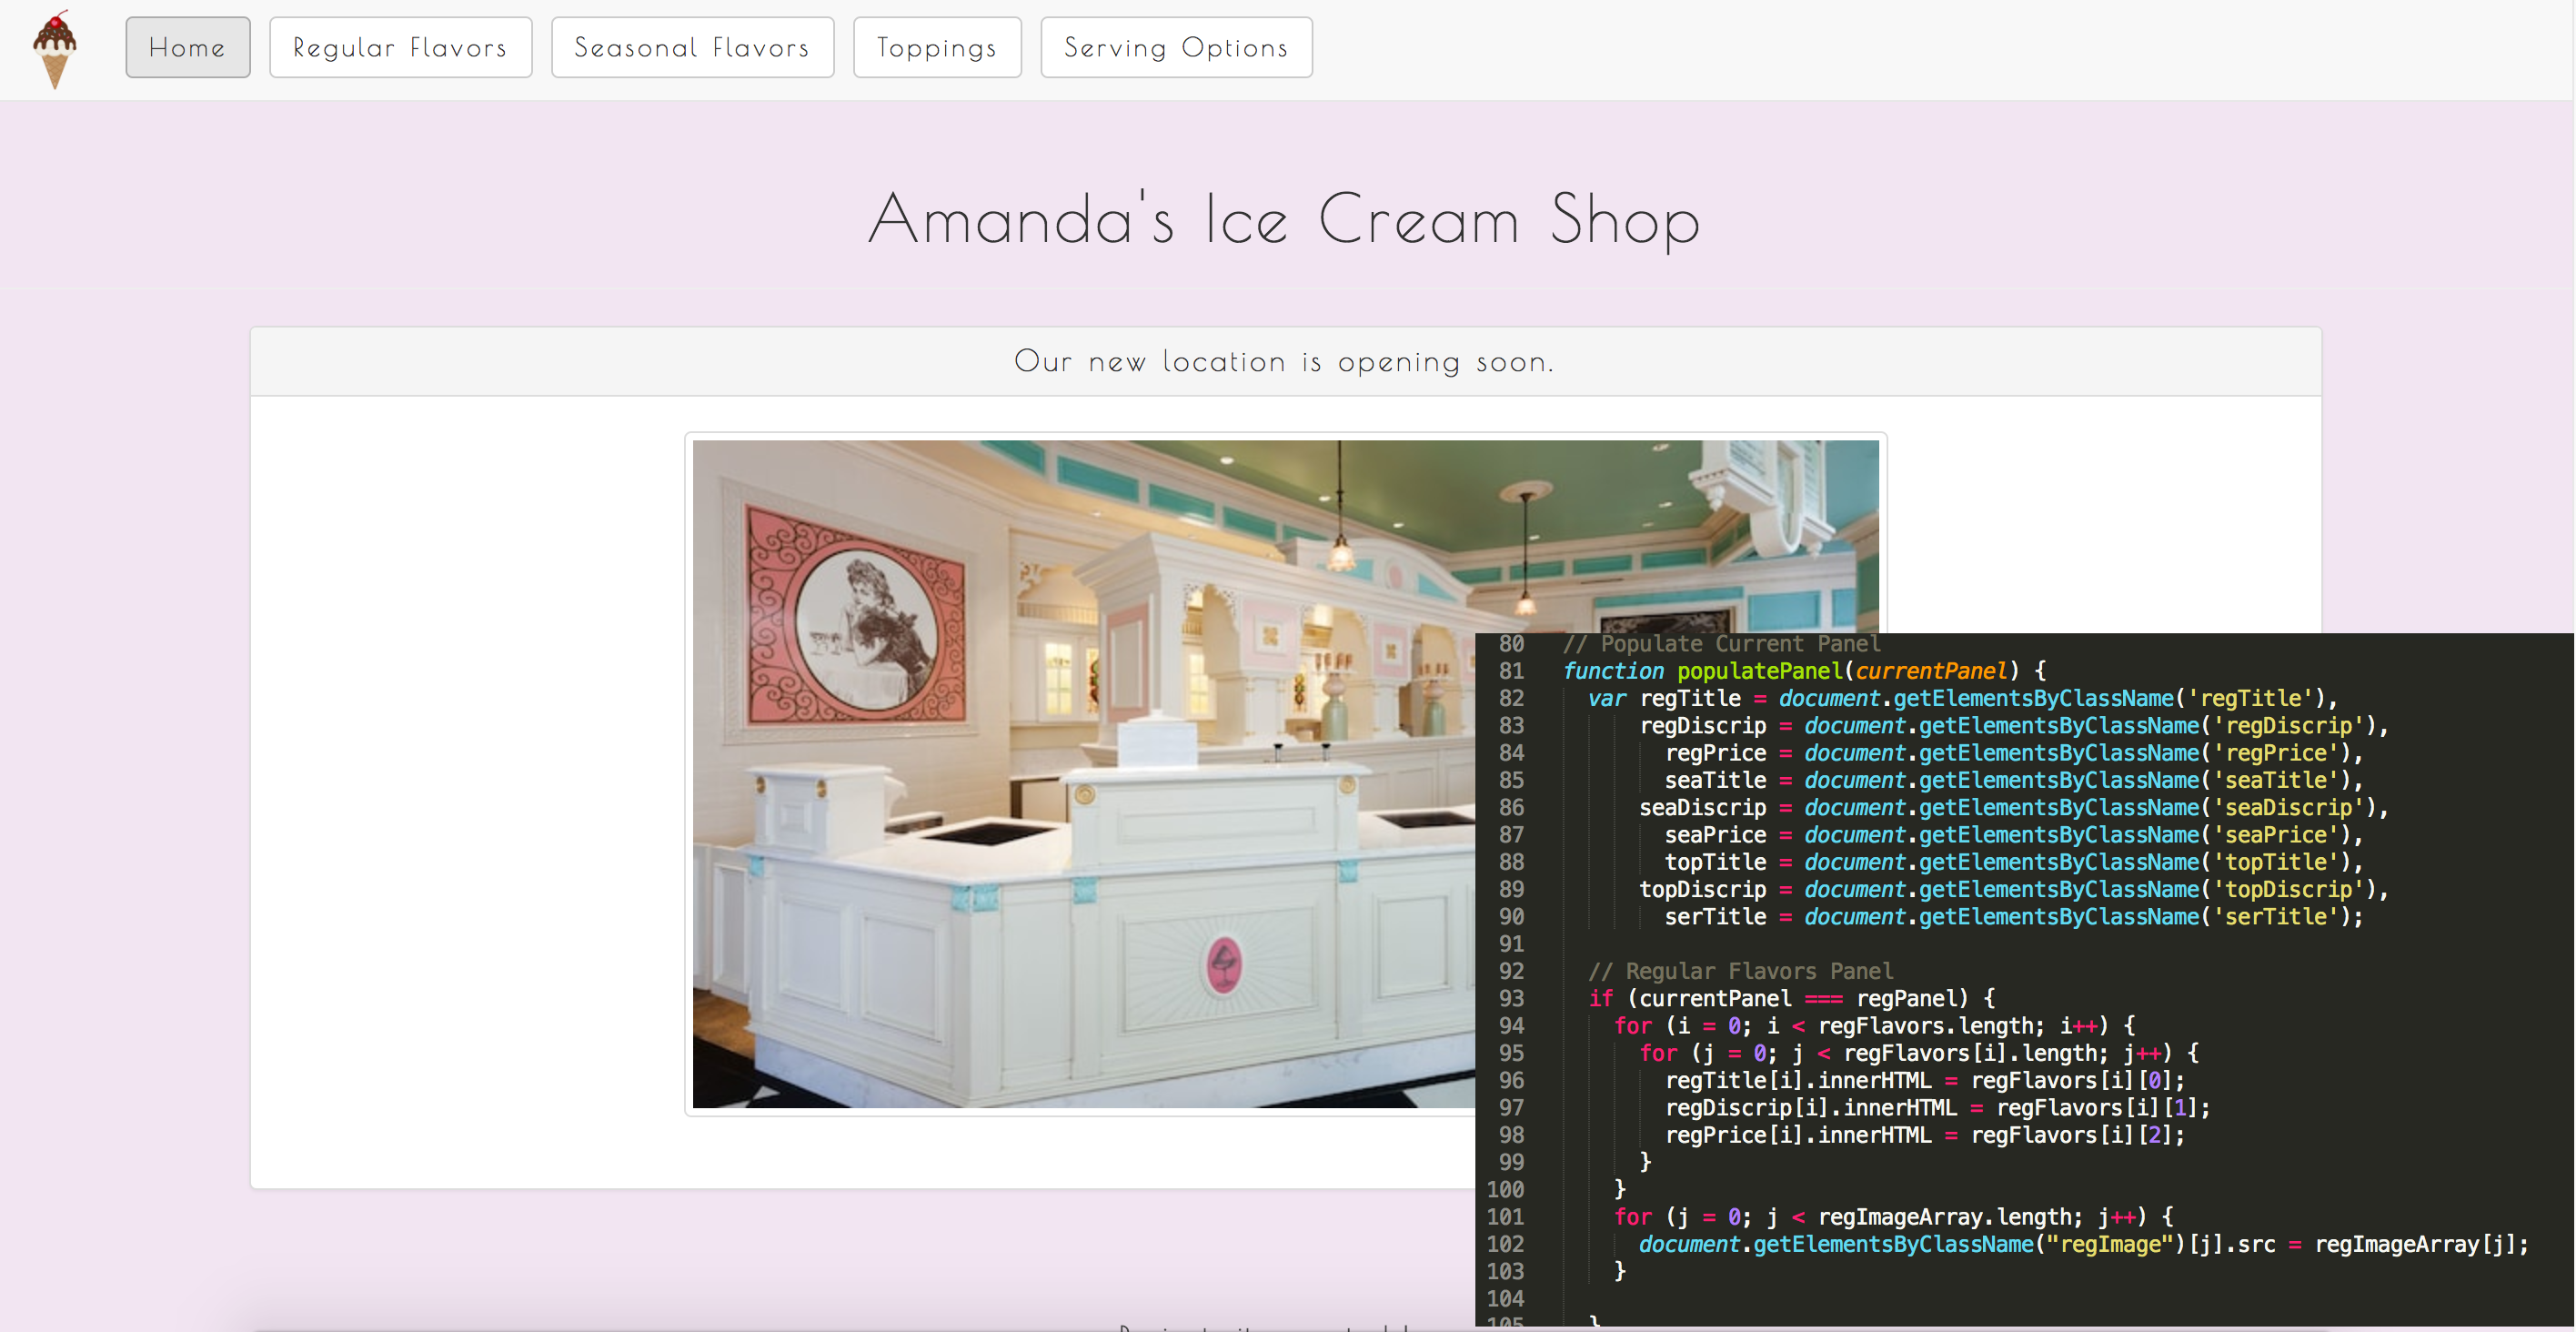 Home Regular Flavors Seasonal Flavors Toppings Serving Options
Amanda's Ice Cream Shop
Our new location is opening soon.
80 // Populate Current Panel
81 function populatePanel(currentPanel) {
82 var regTitle = document.getElementsByClassName('regTitle'),
83 regDiscrip = document.getElementsByClassName('regDiscrip'),
84 regPrice = document.getElementsByClassName('regPrice'),
85 seaTitle = document.getElementsByClassName('seaTitle'),
86 seaDiscrip = document.getElementsByClassName('seaDiscrip'),
87 seaPrice = document.getElementsByClassName('seaPrice'),
88 topTitle = document.getElementsByClassName('topTitle'),
89 topDiscrip = document.getElementsByClassName('topDiscrip'),
90 serTitle = document.getElementsByClassName('serTitle');
91
92 // Regular Flavors Panel
93 if (currentPanel === regPanel) {
94 for (i = 0; i < regFlavors.length; i++) {
95 for (j = 0; j < regFlavors[i].length; j++) {
96 regTitle[i].innerHTML = regFlavors[i][0];
97 regDiscrip[i].innerHTML = regFlavors[i][1];
98 regPrice[i].innerHTML = regFlavors[i][2];
99 }
100 }
101 for (j = 0; j < regImageArray.length; j++) {
102 document.getElementsByClassName("regImage")[j].src = regImageArray[j];
103 }
104
105 }